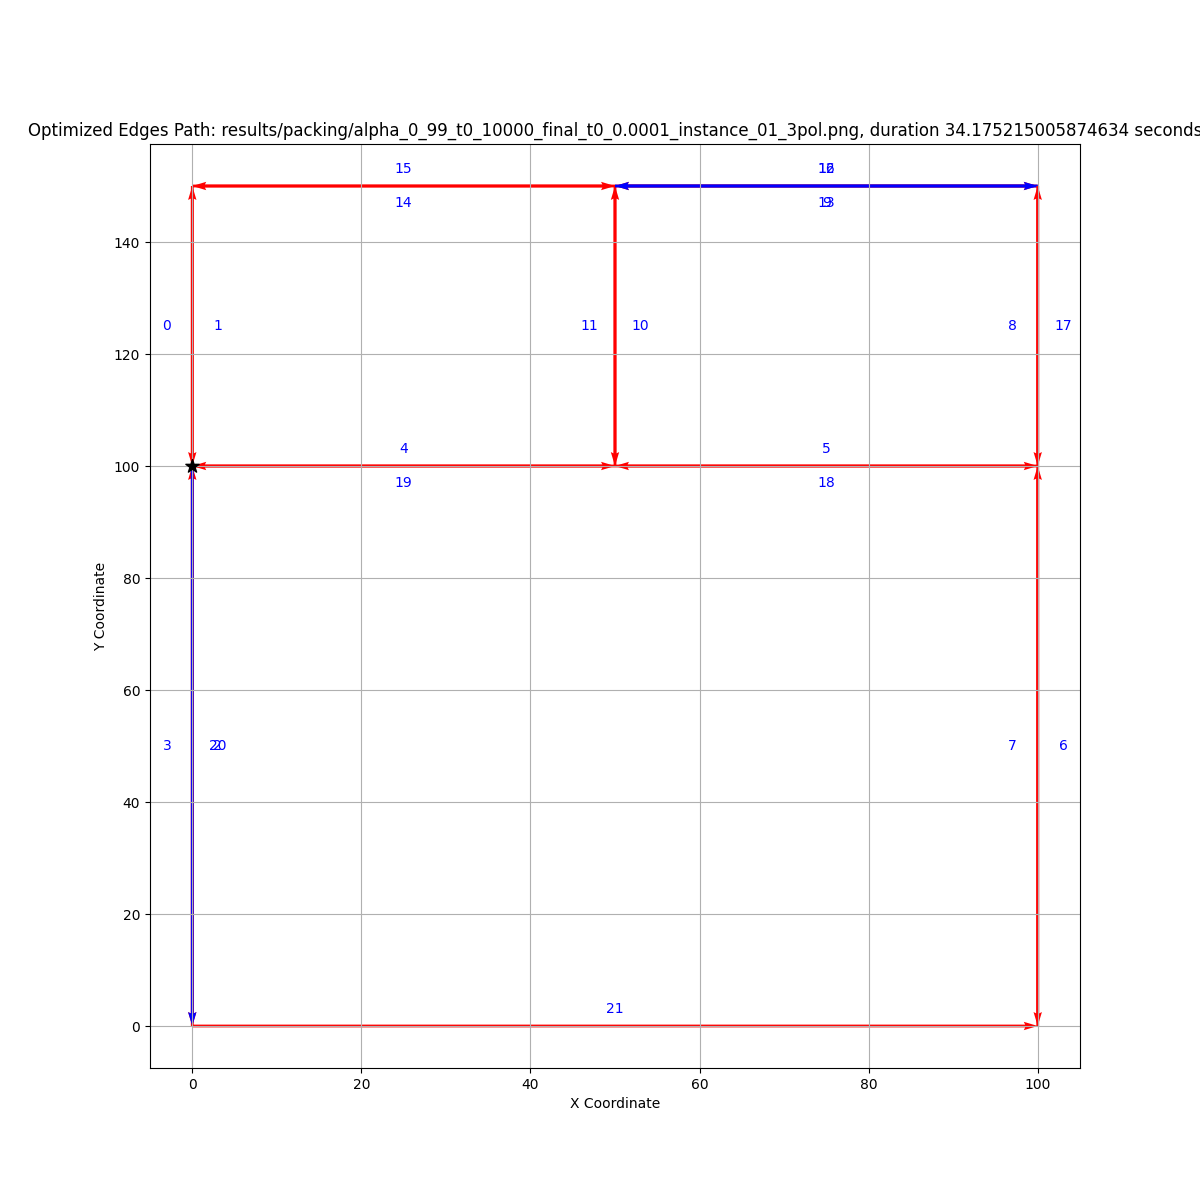 Optimized Edges Path: results/packing/alpha_0_99_t0_10000_final_t0_0.0001_instance_01_3pol.png, duration 34.175215005874634 seconds
15
14
13
140
0 1 11 10 8 17
120
4 5
100
19 18
80
Y Coordinate
60
3 20 7 6
40
20
21
0
0 20 40 60 80 100
X Coordinate